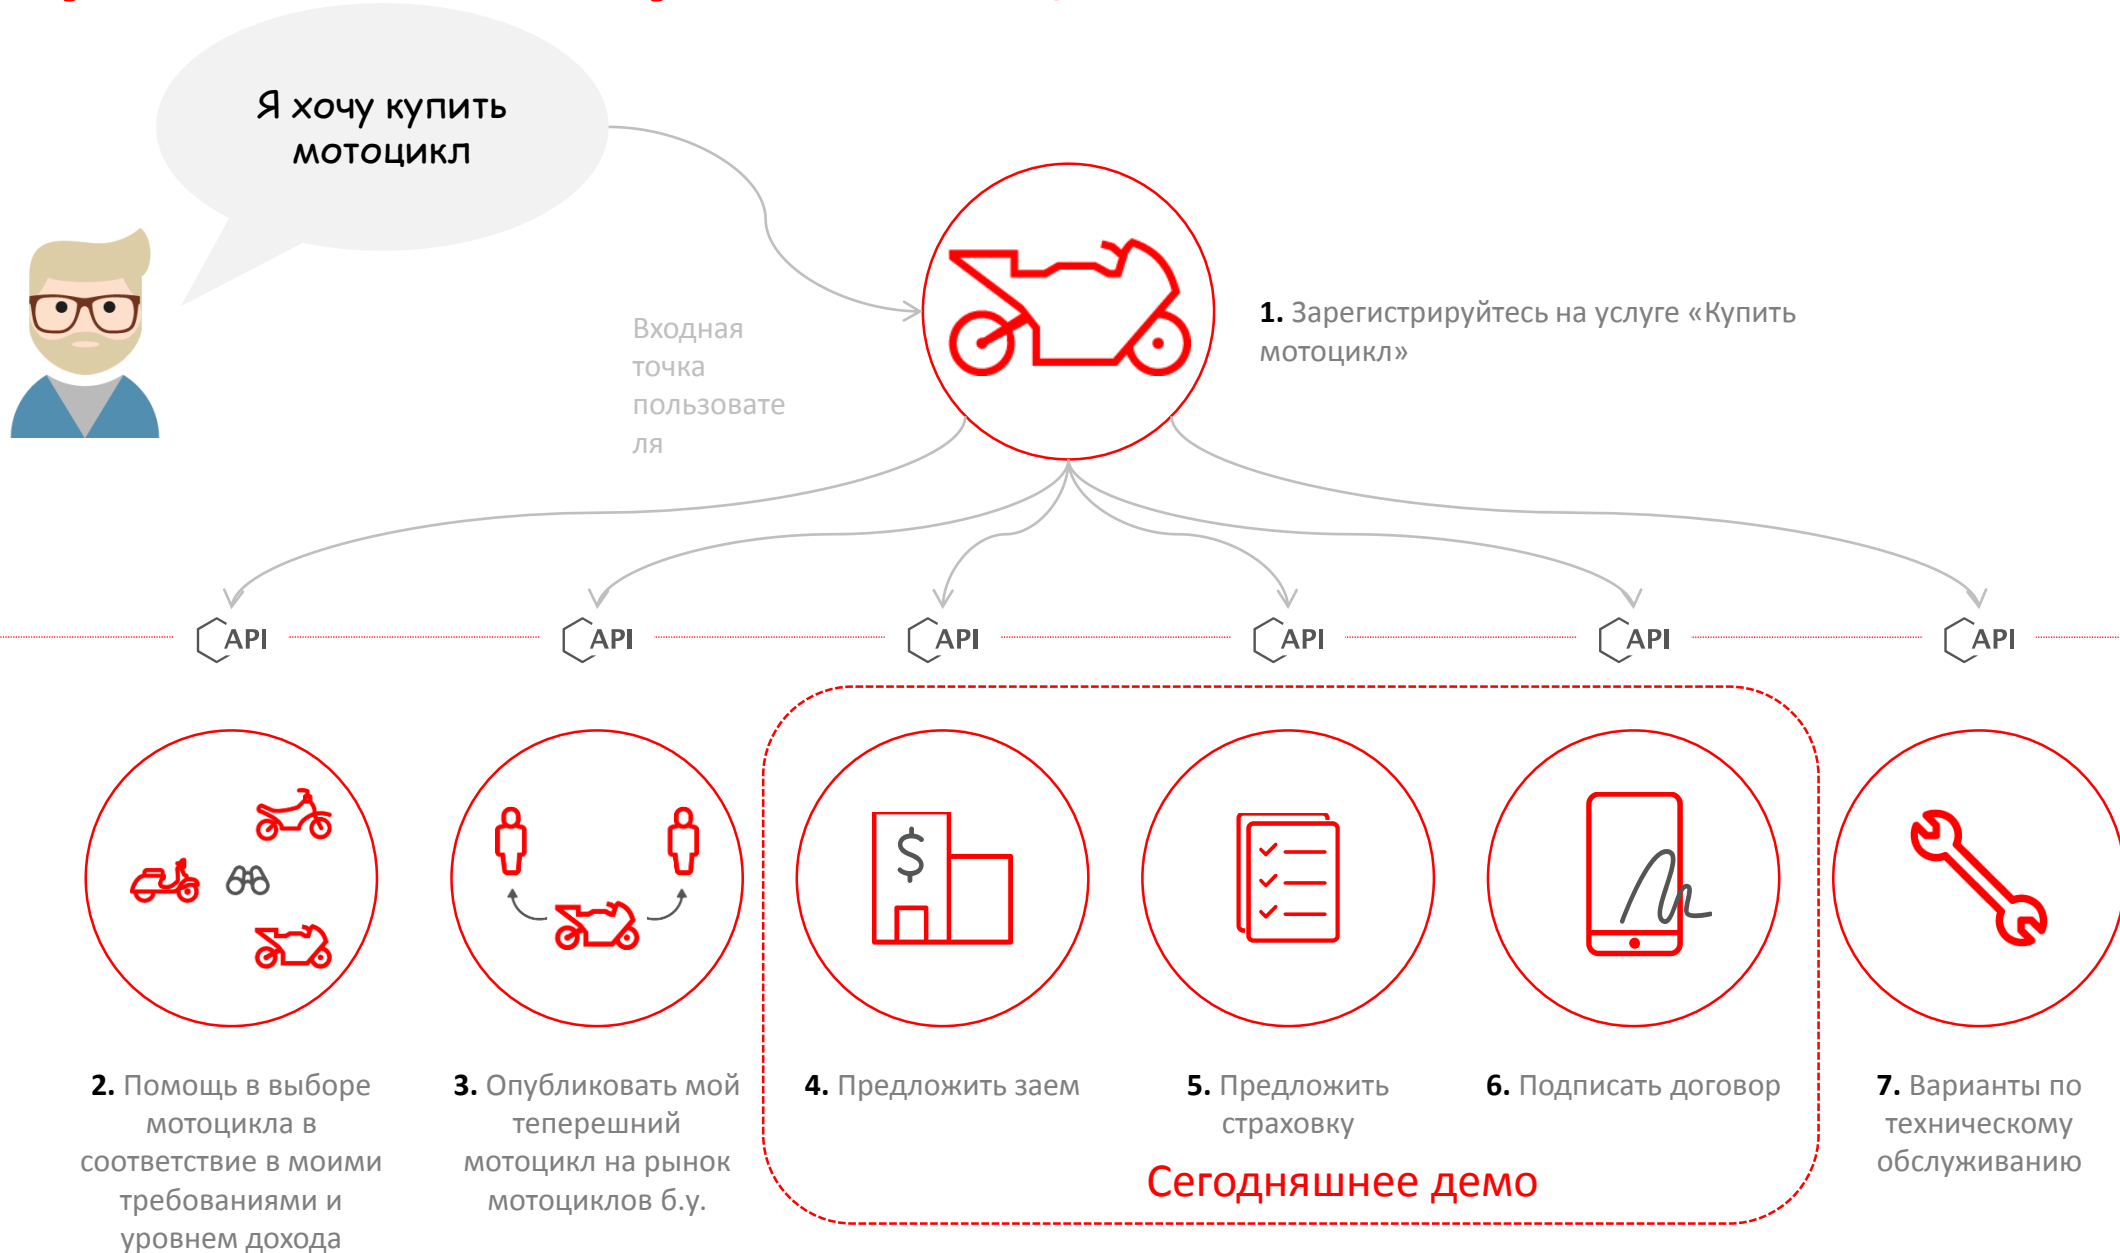 Я хочу купить
мотоцикл
Входная
точка
пользовате
ля
1. Зарегистрируйтесь на услуге «Купить
мотоцикл»
API
API
API
API
API
API
2. Помощь в выборе
мотоцикла в
соответствие в моими
требованиями и
уровнем дохода
3. Опубликовать мой
теперешний
мотоцикл на рынок
мотоциклов б.у.
4. Предложить заем
5. Предложить
страховку
6. Подписать договор
7. Варианты по
техническому
обслуживанию
Сегодняшнее демо